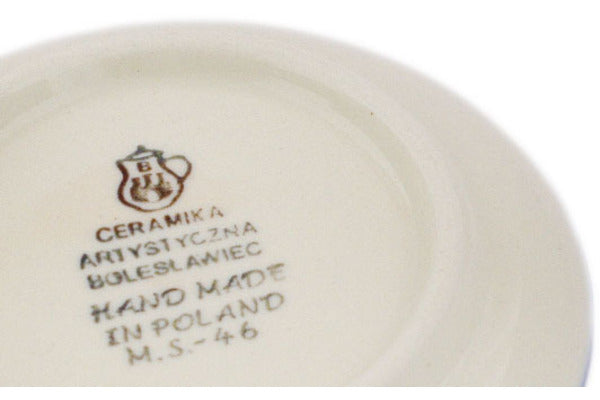 B
CERAMIKA
ARTYSTYCZNA
BOLESŁAWIEC
HAND MADE
IN POLAND
M.S.-46